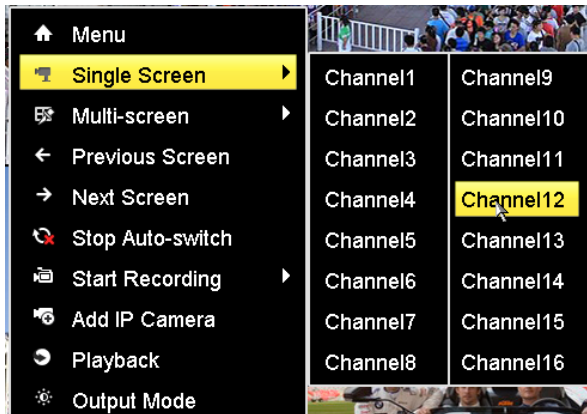 Menu
Single Screen
Multi-screen
Previous Screen
Next Screen
Stop Auto-switch
Start Recording
Add IP Camera
Playback
Output Mode
Channel1
Channel2
Channel3
Channel4
Channel5
Channel6
Channel7
Channel8
Channel9
Channel10
Channel11
Channel12
Channel13
Channel14
Channel15
Channel16